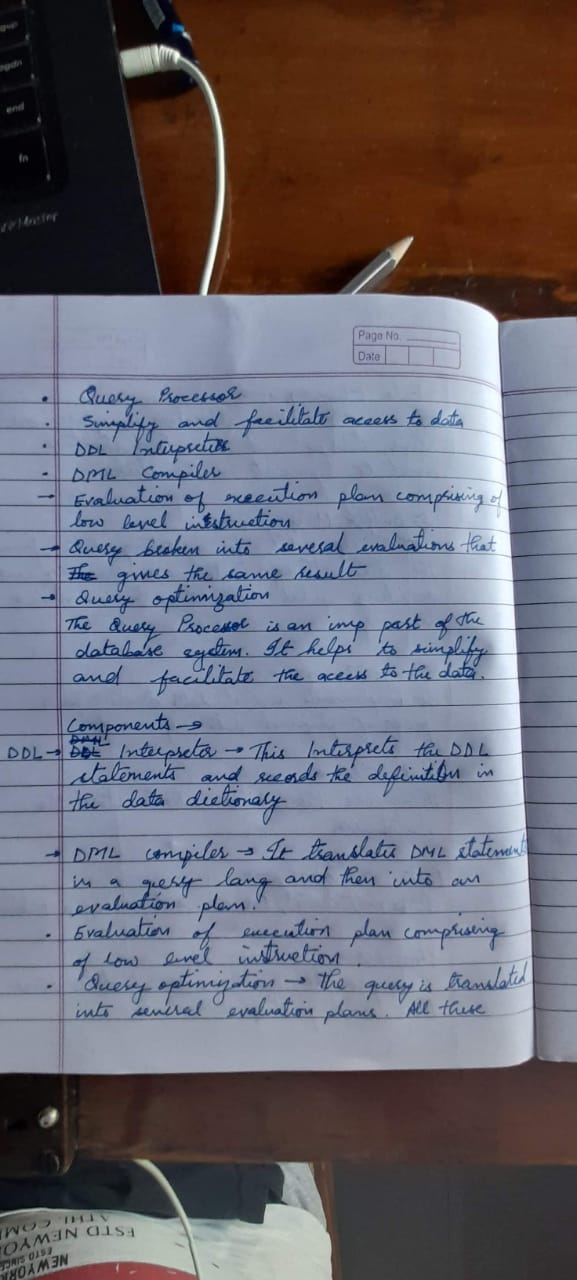 end
fn
Page No.
Date
• Query Processor
• Simplify and facilitate access to data
• DDL Interpreter
• DML Compiler
→ Evaluation of execution plan comprising of
low level instruction
→ Query broken into several evaluations that
The gives the same result
→ Query optimization
The Query Processor is an imp part of the
database system. It helps to simplify
and facilitate the access to the data.
Components →
DDL → DDL Interpretor → This Interprets the DDL
statements and records the definition in
the data dictionary
→ DML compiler → It translates DML statement
in a query lang and then into an
evaluation plan.
• Evaluation of execution plan comprising
of low level instruction.
• Query optimization → The query is translated
into several evaluation plans. All these
ESTD NEWYO
NEWYORK